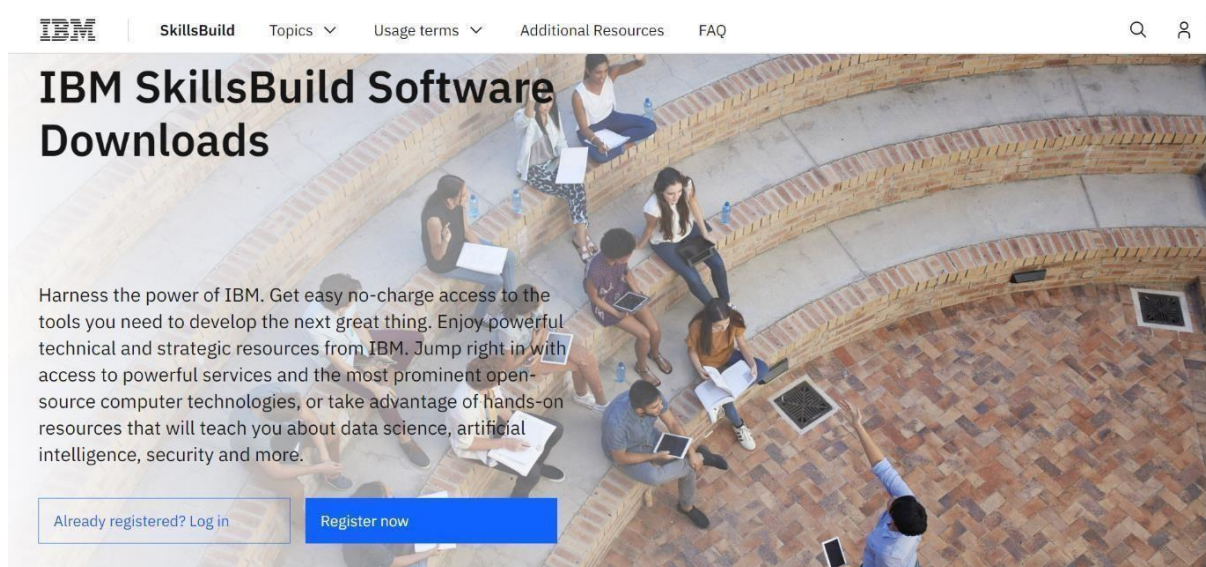 IBM SkillsBuild Topics Usage terms Additional Resources FAQ
IBM SkillsBuild Software
Downloads
Harness the power of IBM. Get easy no-charge access to the
tools you need to develop the next great thing. Enjoy powerful
technical and strategic resources from IBM. Jump right in with
access to powerful services and the most prominent open-
source computer technologies, or take advantage of hands-on
resources that will teach you about data science, artificial
intelligence, security and more.
Already registered? Log in Register now